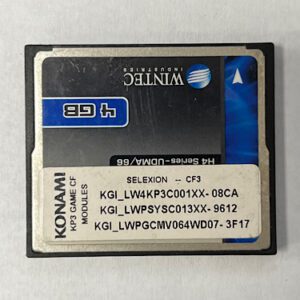 WINTEC
INDUSTRIES
4 GB
H4 Series-UDMA/66
KONAMI
KP3 GAME CF
MODULES
SELEXION -- CF3
KGI_LW4KP3C001XX- 08CA
KGI_LWPSYSC013XX- 9612
KGI_LWPGCMV064WD07- 3F17